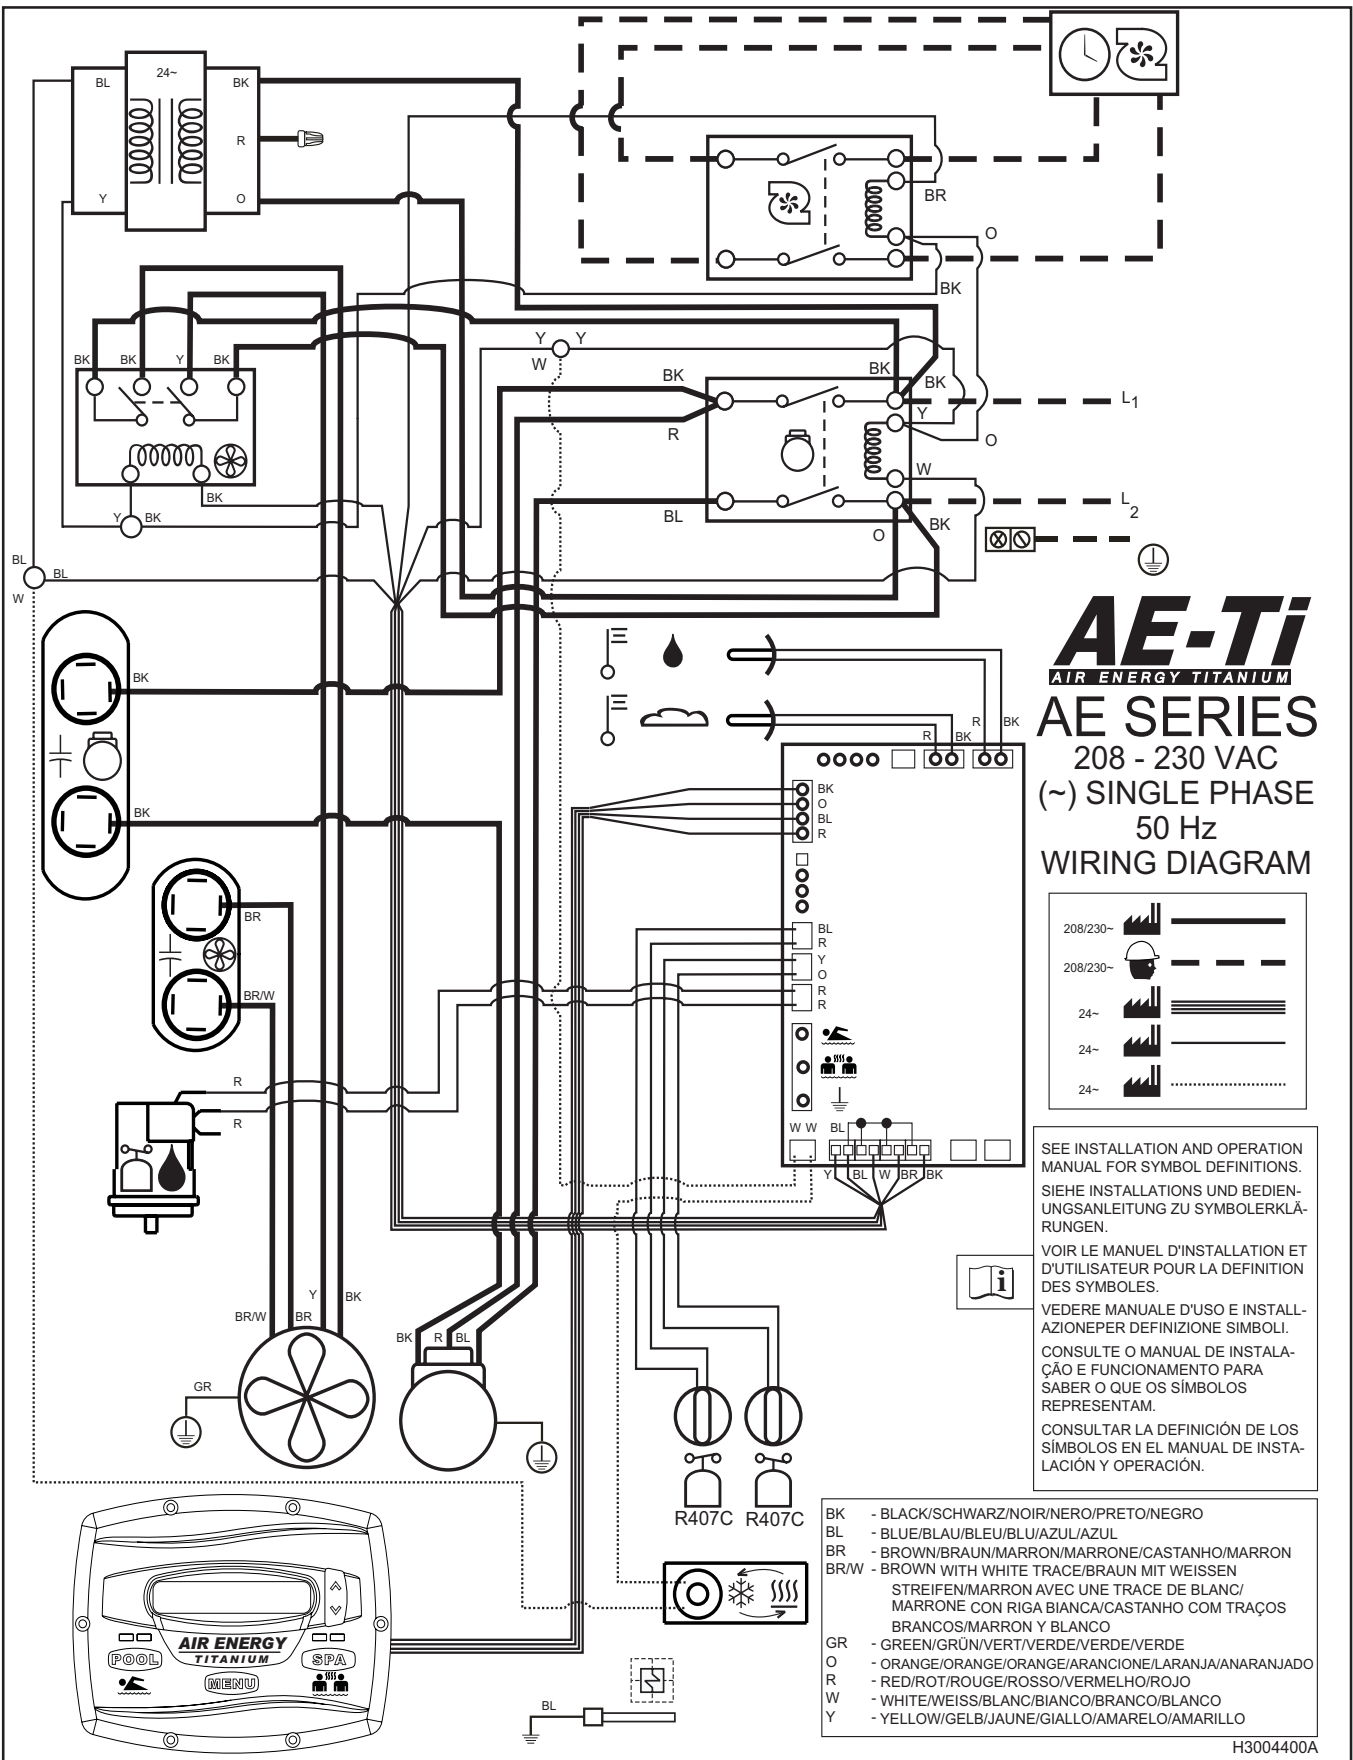 24~
BL
BK
R
Y
O
BR
O
BK
Y
Y
W
BK
BK
Y
BK
BK
R
BK
BK
Y
O
L1
W
BK
Y
BK
BL
O
BK
L
2
BL
BL
W
BK
BK
AE-Ti
AIR ENERGY TITANIUM
AE SERIES
208 - 230 VAC
(~) SINGLE PHASE
50 Hz
WIRING DIAGRAM
R
BK
R
BK
BK
O
BL
R
BL
R
Y
O
R
R
208/230~
208/230~
24~
24~
24~
BR
BR/W
R
R
W W
BL
Y
BL
W
BR
BK
SEE INSTALLATION AND OPERATION
MANUAL FOR SYMBOL DEFINITIONS.
SIEHE INSTALLATIONS UND BEDIEN-
UNGSANLEITUNG ZU SYMBOLERKLÄ-
RUNGEN.
VOIR LE MANUEL D'INSTALLATION ET
D'UTILISATEUR POUR LA DEFINITION
DES SYMBOLES.
VEDERE MANUALE D'USO E INSTALL-
AZIONEPER DEFINIZIONE SIMBOLI.
CONSULTE O MANUAL DE INSTALA-
ÇÃO E FUNCIONAMENTO PARA
SABER O QUE OS SÍMBOLOS
REPRESENTAM.
CONSULTAR LA DEFINICIÓN DE LOS
SÍMBOLOS EN EL MANUAL DE INSTA-
LACIÓN Y OPERACIÓN.
i
BR/W
BR
Y
BK
BK
R
BL
GR
R407C
R407C
BK - BLACK/SCHWARZ/NOIR/NERO/PRETO/NEGRO
BL - BLUE/BLAU/BLEU/BLU/AZUL/AZUL
BR - BROWN/BRAUN/MARRON/MARRONE/CASTANHO/MARRON
BR/W - BROWN WITH WHITE TRACE/BRAUN MIT WEISSEN
STREIFEN/MARRON AVEC UNE TRACE DE BLANC/
MARRONE CON RIGA BIANCA/CASTANHO COM TRAÇOS
BRANCOS/MARRON Y BLANCO
GR - GREEN/GRÜN/VERT/VERDE/VERDE/VERDE
O - ORANGE/ORANGE/ORANGE/ARANCIONE/LARANJA/ANARANJADO
R - RED/ROT/ROUGE/ROSSO/VERMELHO/ROJO
W - WHITE/WEISS/BLANC/BIANCO/BRANCO/BLANCO
Y - YELLOW/GELB/JAUNE/GIALLO/AMARELO/AMARILLO
AIR ENERGY
TITANIUM
POOL
SPA
MENU
BL
H3004400A